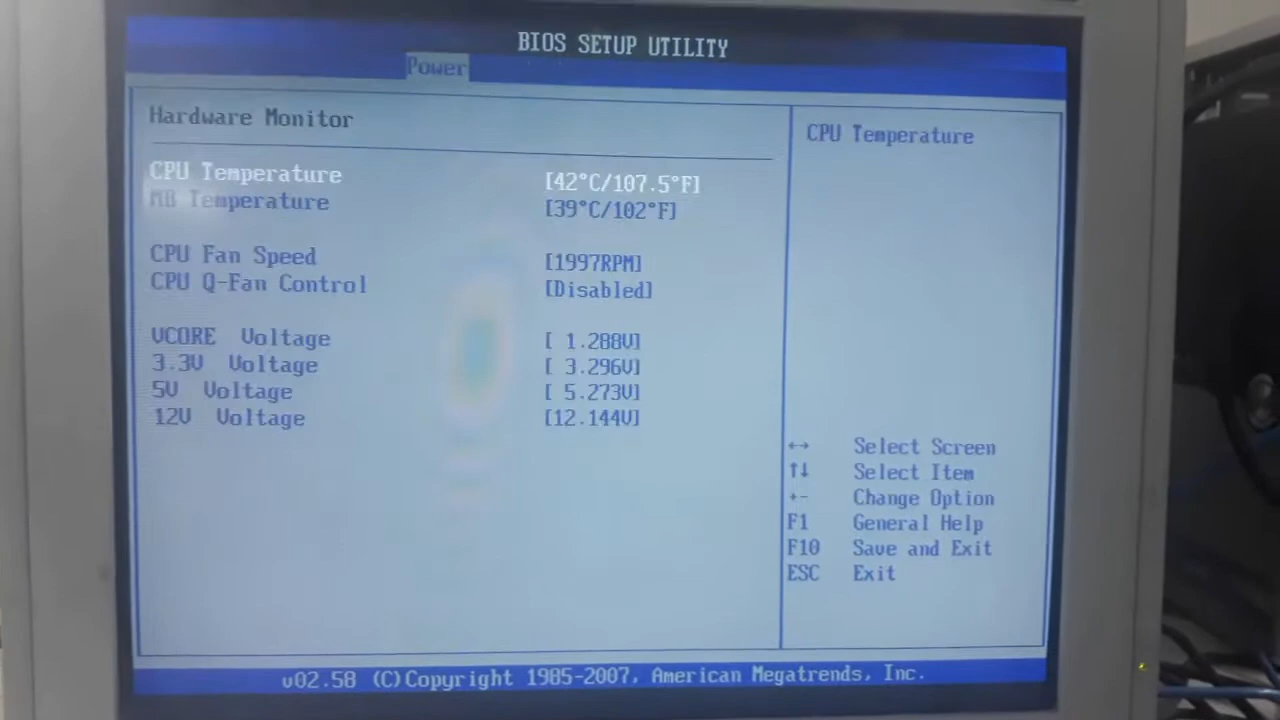 BIOS SETUP UTILITY
Power
Hardware Monitor
CPU Temperature [42°C/107.5°F]
MB Temperature [39°C/102°F]
CPU Fan Speed [1997RPM]
CPU Q-Fan Control [Disabled]
VCORE Voltage [ 1.288V]
3.3V Voltage [ 3.296V]
5V Voltage [ 5.273V]
12V Voltage [12.144V]
CPU Temperature
↔ Select Screen
↑↓ Select Item
+- Change Option
F1 General Help
F10 Save and Exit
ESC Exit
v02.58 (C)Copyright 1985-2007, American Megatrends, Inc.